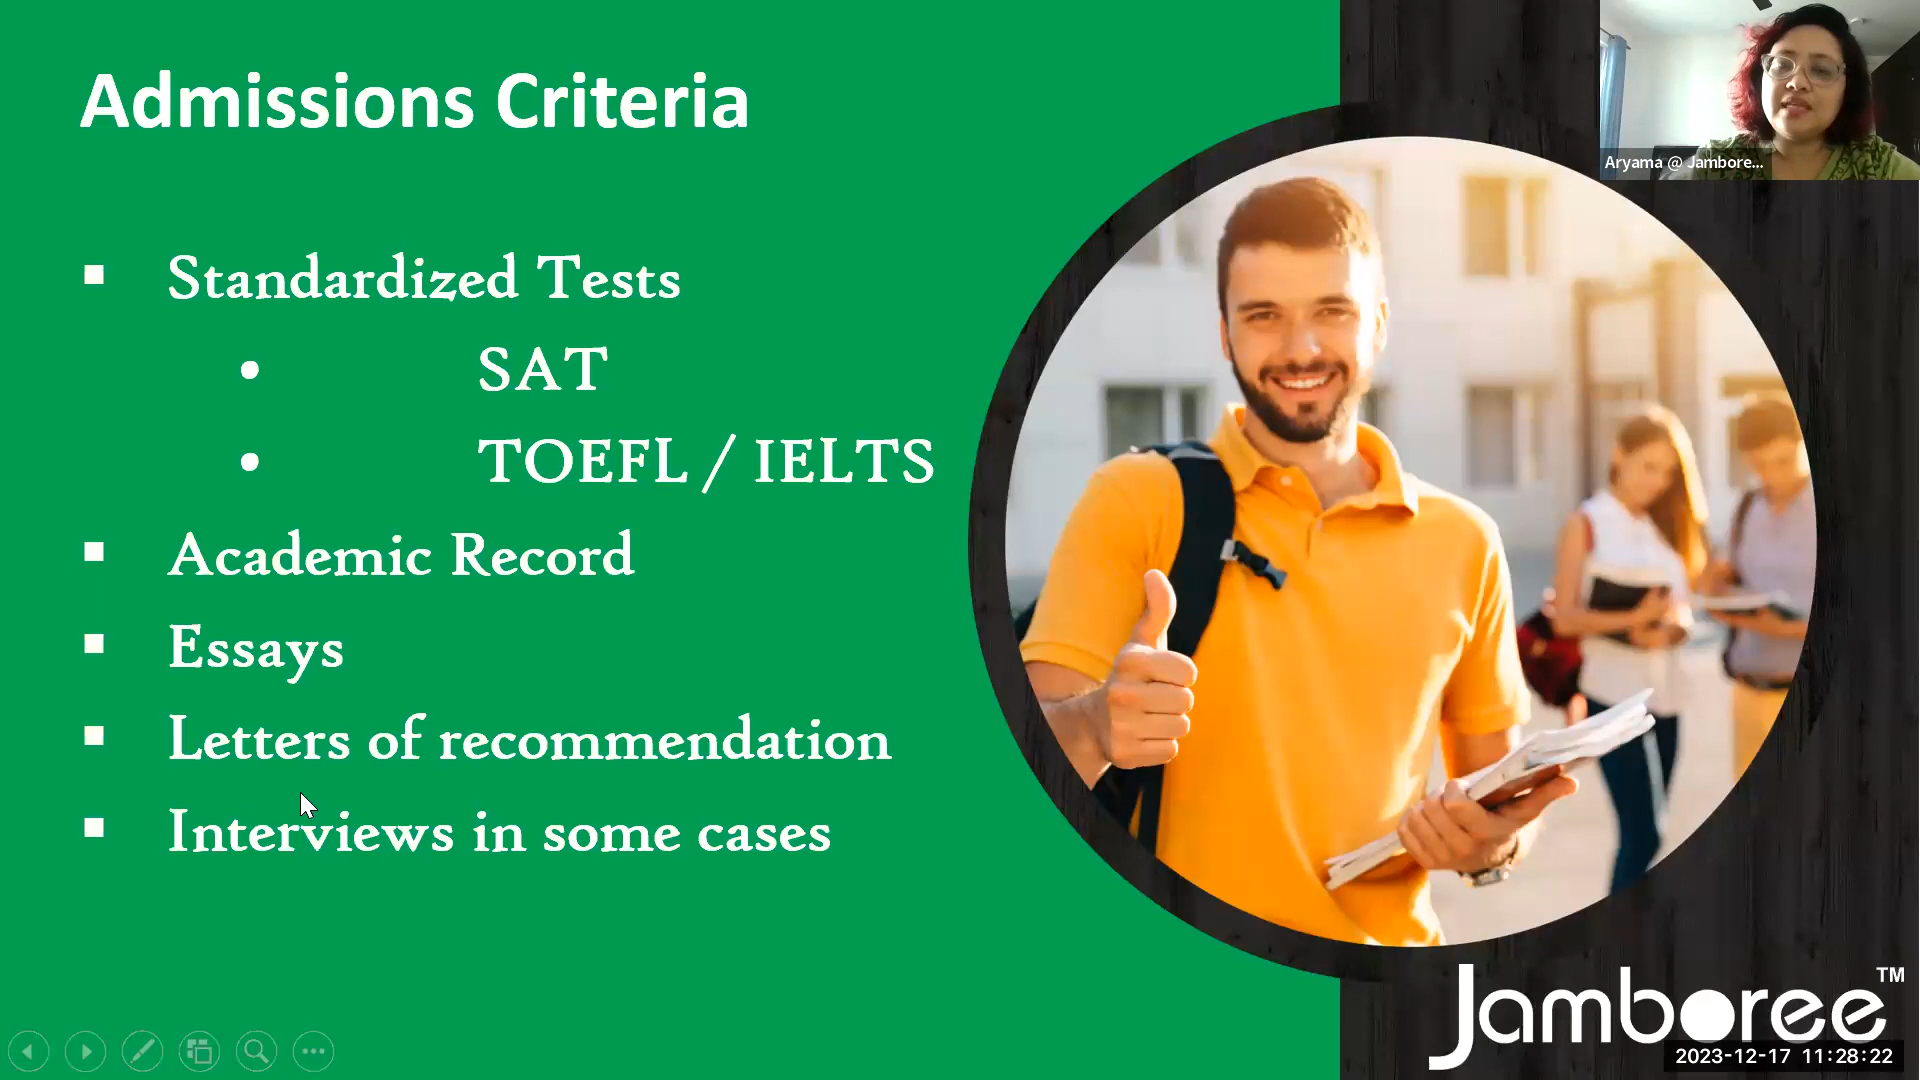 Admissions Criteria
Standardized Tests
SAT
TOEFL / IELTS
Academic Record
Essays
Letters of recommendation
Interviews in some cases
Aryama @ Jambore...
Jamboree™
2023-12-17 11:28:22